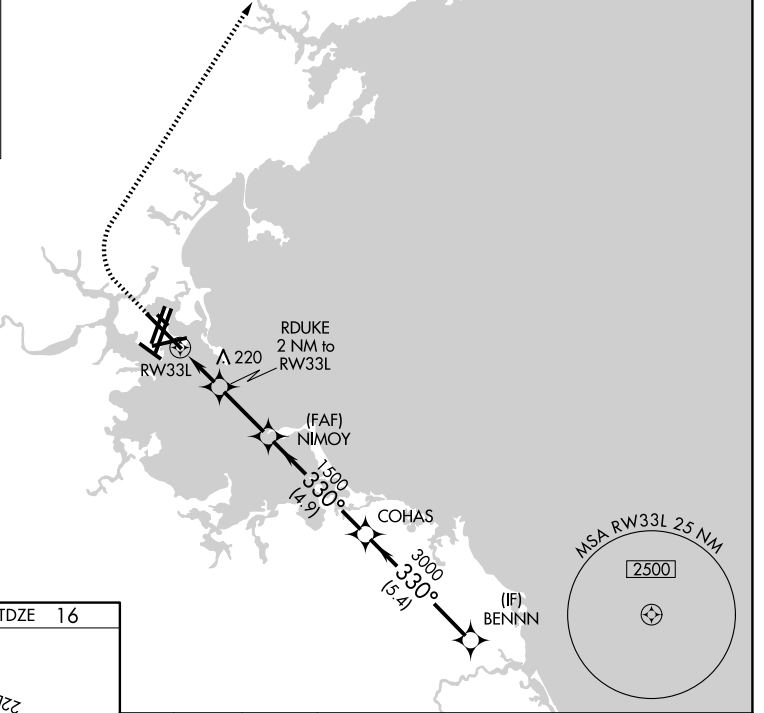 RDUKE
2 NM to
RW33L
220
RW33L
(FAF)
NIMOY
1500
330°
(4.9)
COHAS
3000
330°
(5.4)
(IF)
BENNN
MSA RW33L 25 NM
2500
TDZE 16